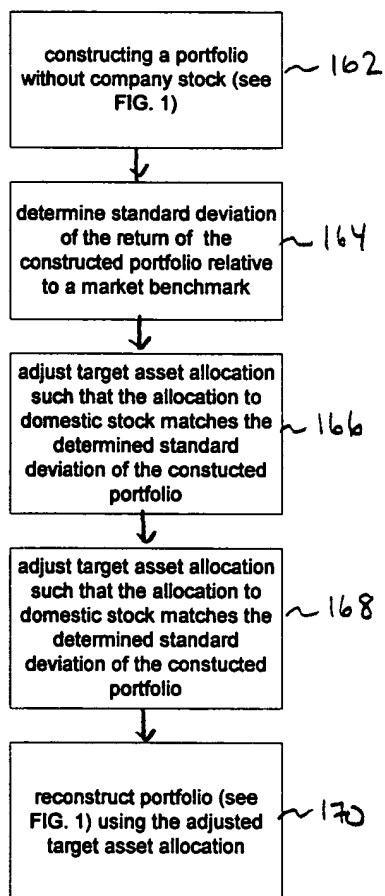 constructing a portfolio
without company stock (see
FIG. 1)
162
determine standard deviation
of the return of the
constructed portfolio relative
to a market benchmark
164
adjust target asset allocation
such that the allocation to
domestic stock matches the
determined standard
deviation of the constucted
portfolio
166
adjust target asset allocation
such that the allocation to
domestic stock matches the
determined standard
deviation of the constucted
portfolio
168
reconstruct portfolio (see
FIG. 1) using the adjusted
target asset allocation
170